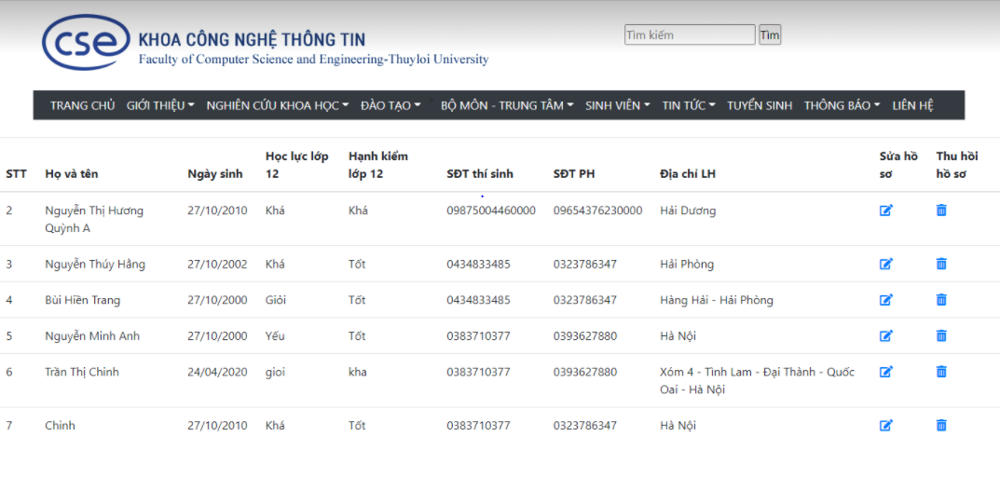 cse
KHOA CÔNG NGHỆ THÔNG TIN
Faculty of Computer Science and Engineering-Thuyloi University
Tìm kiếm Tìm
TRANG CHỦ GIỚI THIỆU NGHIÊN CỨU KHOA HỌC ĐÀO TẠO BỘ MÔN - TRUNG TÂM SINH VIÊN TIN TỨC TUYỂN SINH THÔNG BÁO LIÊN HỆ
STT Họ và tên Ngày sinh Học lực lớp 12 Hạnh kiểm lớp 12 SĐT thí sinh SĐT PH Địa chỉ LH Sửa hồ sơ Thu hồi hồ sơ
2 Nguyễn Thị Hương 27/10/2010 Khá Khá 09875004460000 09654376230000 Hải Dương
Quỳnh A
3 Nguyễn Thúy Hằng 27/10/2002 Khá Tốt 0434833485 0323786347 Hải Phòng
4 Bùi Hiền Trang 27/10/2000 Giỏi Tốt 0434833485 0323786347 Hàng Hải - Hải Phòng
5 Nguyễn Minh Anh 27/10/2000 Yếu Tốt 0383710377 0393627880 Hà Nội
6 Trần Thị Chinh 24/04/2020 gioi kha 0383710377 0393627880 Xóm 4 - Tình Lam - Đại Thành - Quốc
Oai - Hà Nội
7 Chinh 27/10/2010 Khá Tốt 0383710377 0323786347 Hà Nội